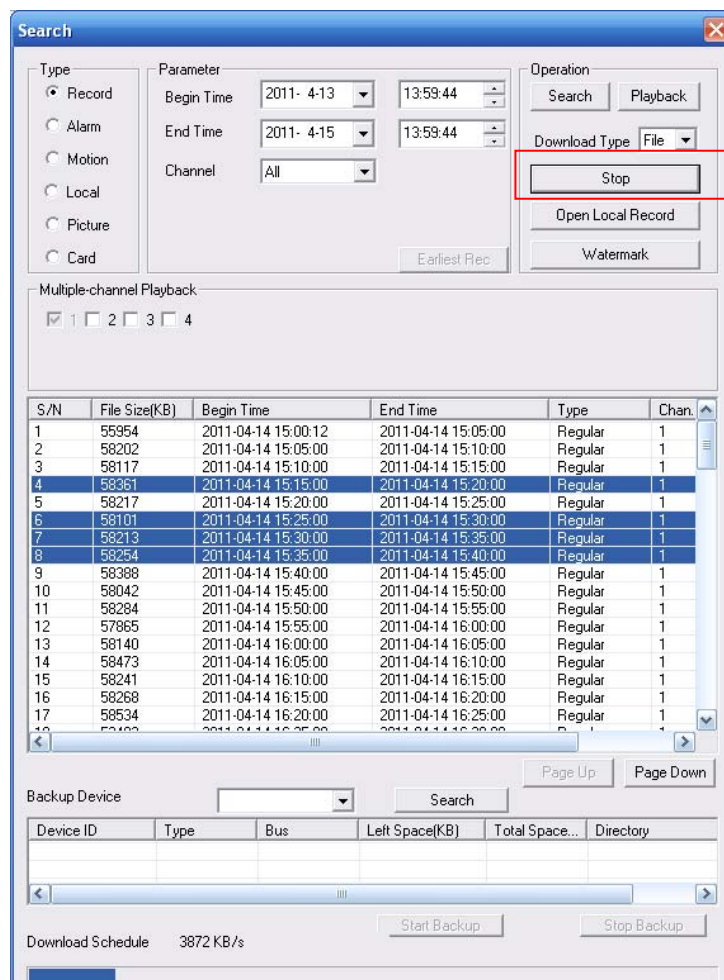 Search
Type
Parameter
Operation
Record
Begin Time 2011- 4-13 13:59:44
Search Playback
Alarm
End Time 2011- 4-15 13:59:44
Download Type File
Motion
Channel All
Stop
Local
Open Local Record
Picture
Card
Earliest Rec
Watermark
Multiple-channel Playback
1 2 3 4
S/N File Size(KB) Begin Time End Time Type Chan.
1 55954 2011-04-14 15:00:12 2011-04-14 15:05:00 Regular 1
2 58202 2011-04-14 15:05:00 2011-04-14 15:10:00 Regular 1
3 58117 2011-04-14 15:10:00 2011-04-14 15:15:00 Regular 1
4 58361 2011-04-14 15:15:00 2011-04-14 15:20:00 Regular 1
5 58217 2011-04-14 15:20:00 2011-04-14 15:25:00 Regular 1
6 58101 2011-04-14 15:25:00 2011-04-14 15:30:00 Regular 1
7 58213 2011-04-14 15:30:00 2011-04-14 15:35:00 Regular 1
8 58254 2011-04-14 15:35:00 2011-04-14 15:40:00 Regular 1
9 58388 2011-04-14 15:40:00 2011-04-14 15:45:00 Regular 1
10 58042 2011-04-14 15:45:00 2011-04-14 15:50:00 Regular 1
11 58284 2011-04-14 15:50:00 2011-04-14 15:55:00 Regular 1
12 57865 2011-04-14 15:55:00 2011-04-14 16:00:00 Regular 1
13 58140 2011-04-14 16:00:00 2011-04-14 16:05:00 Regular 1
14 58473 2011-04-14 16:05:00 2011-04-14 16:10:00 Regular 1
15 58241 2011-04-14 16:10:00 2011-04-14 16:15:00 Regular 1
16 58268 2011-04-14 16:15:00 2011-04-14 16:20:00 Regular 1
17 58534 2011-04-14 16:20:00 2011-04-14 16:25:00 Regular 1
Page Up Page Down
Backup Device Search
Device ID Type Bus Left Space(KB) Total Space... Directory
Start Backup Stop Backup
Download Schedule 3872 KB/s